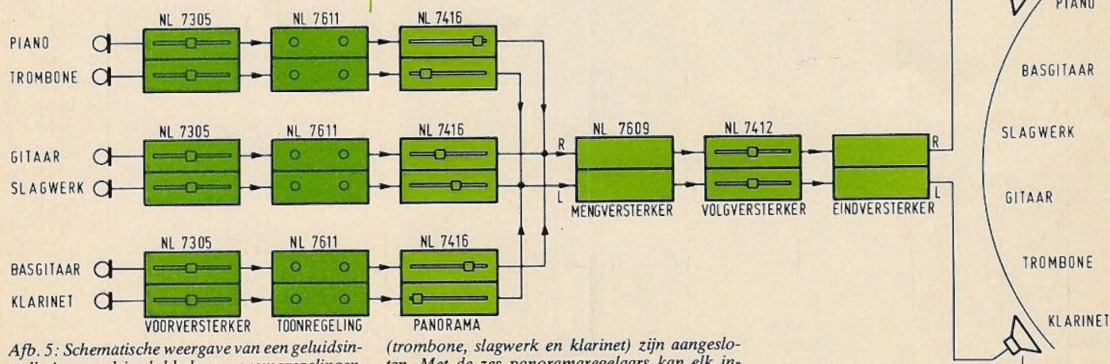 NL 7305 NL 7611 NL 7416
PIANO
TROMBONE
NL 7305 NL 7611 NL 7416
GITAAR
SLAGWERK
NL 7305 NL 7611 NL 7416
BASGITAAR
KLARINET
VOORVERSTERKER TOONREGELING PANORAMA
R
L
NL 7609 NL 7412
MENGVERSTERKER VOLGVERSTERKER EINDVERSTERKER
R
L
PIANO
BASGITAAR
SLAGWERK
GITAAR
TROMBONE
KLARINET
Afb. 5: Schematische weergave van een geluidsin-
(trombone, slagwerk en klarinet) zijn aangeslo-
ten. Met de zes panoramaregelaars kan elk in-